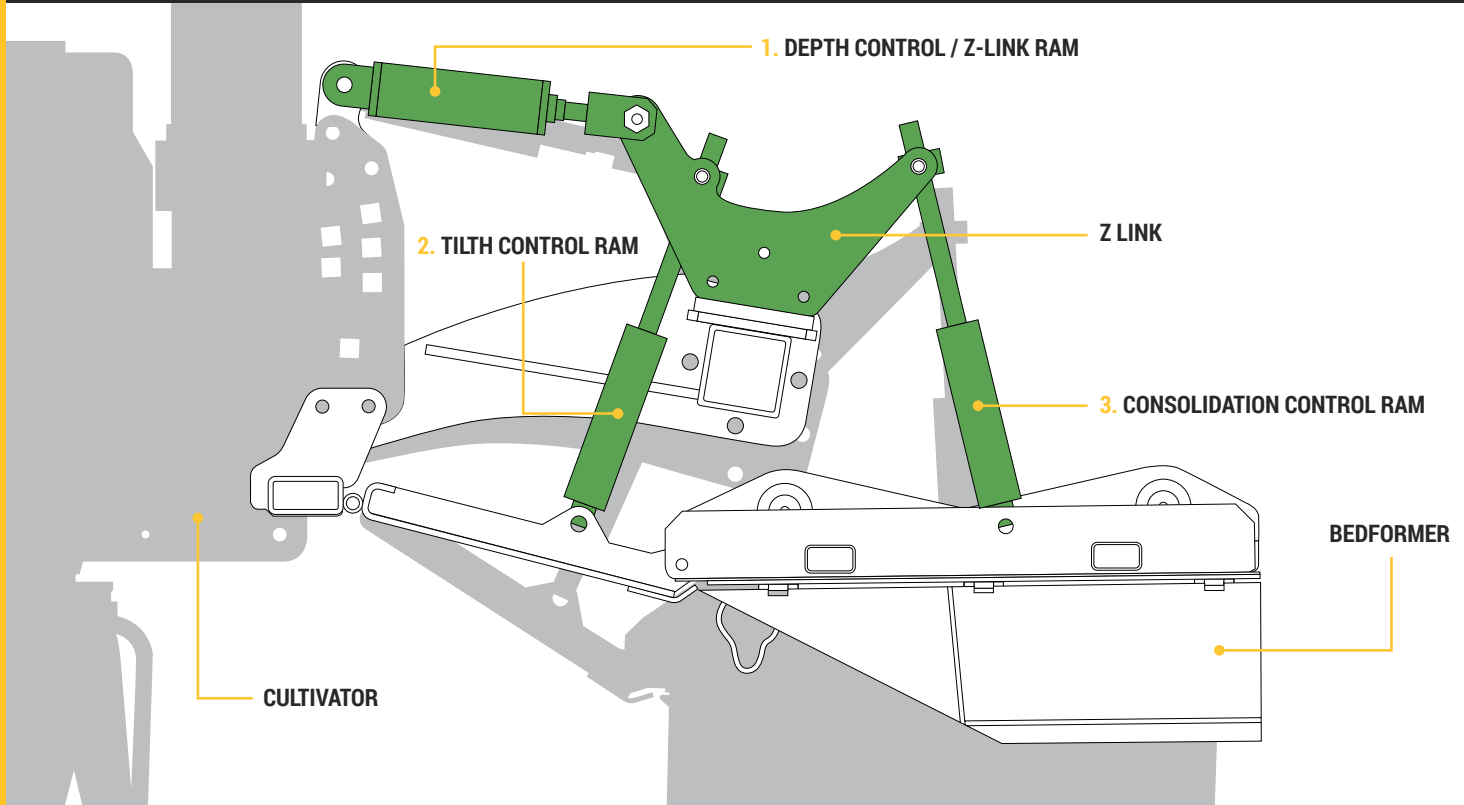 1. DEPTH CONTROL / Z-LINK RAM
2. TILTH CONTROL RAM
Z LINK
3. CONSOLIDATION CONTROL RAM
BEDFORMER
CULTIVATOR